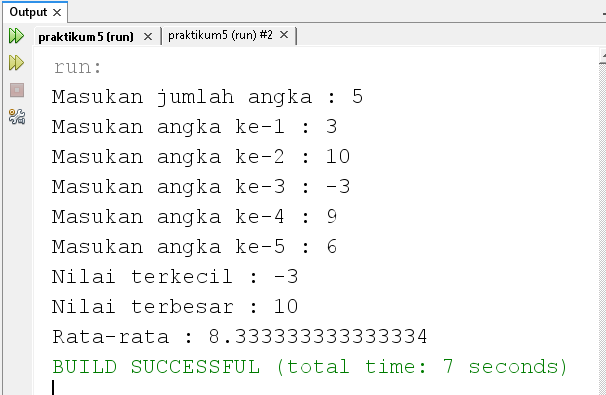 Output
praktikum5 (run)
praktikum5 (run) #2
run:
Masukan jumlah angka : 5
Masukan angka ke-1 : 3
Masukan angka ke-2 : 10
Masukan angka ke-3 : -3
Masukan angka ke-4 : 9
Masukan angka ke-5 : 6
Nilai terkecil : -3
Nilai terbesar : 10
Rata-rata : 8.333333333333334
BUILD SUCCESSFUL (total time: 7 seconds)